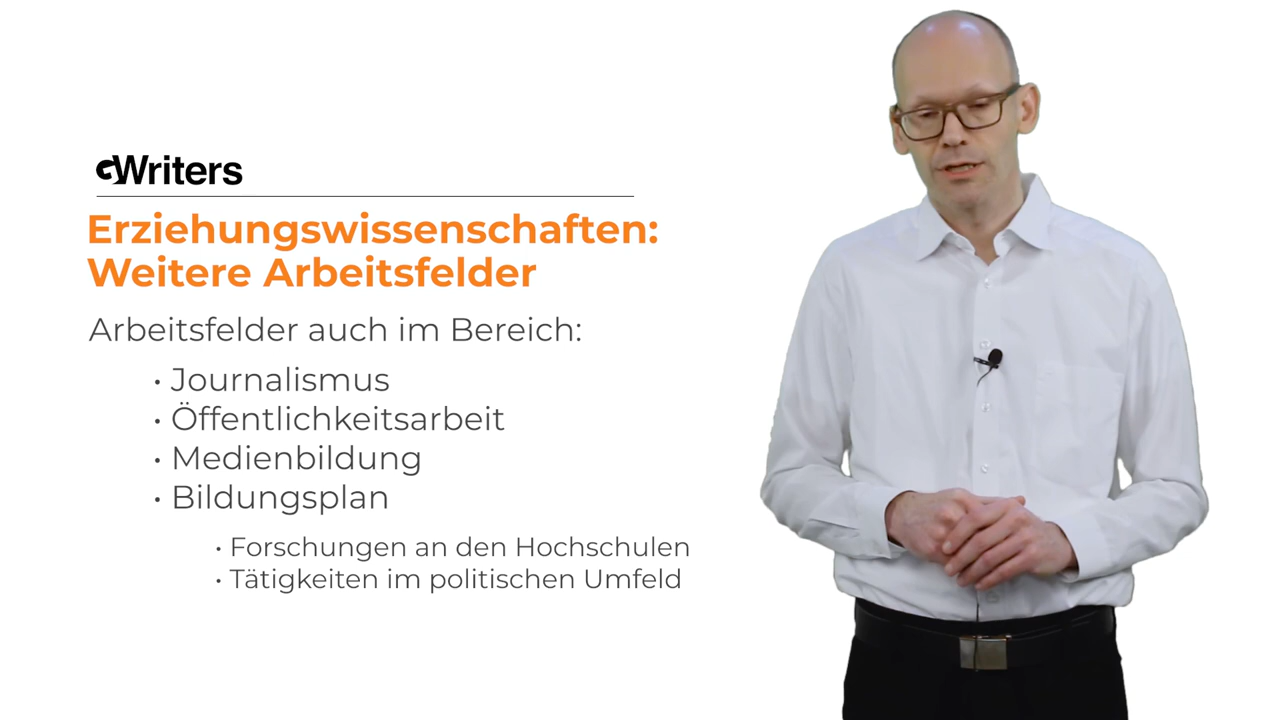 GWriters
Erziehungswissenschaften:
Weitere Arbeitsfelder
Arbeitsfelder auch im Bereich:
• Journalismus
• Öffentlichkeitsarbeit
• Medienbildung
• Bildungsplan
• Forschungen an den Hochschulen
• Tätigkeiten im politischen Umfeld